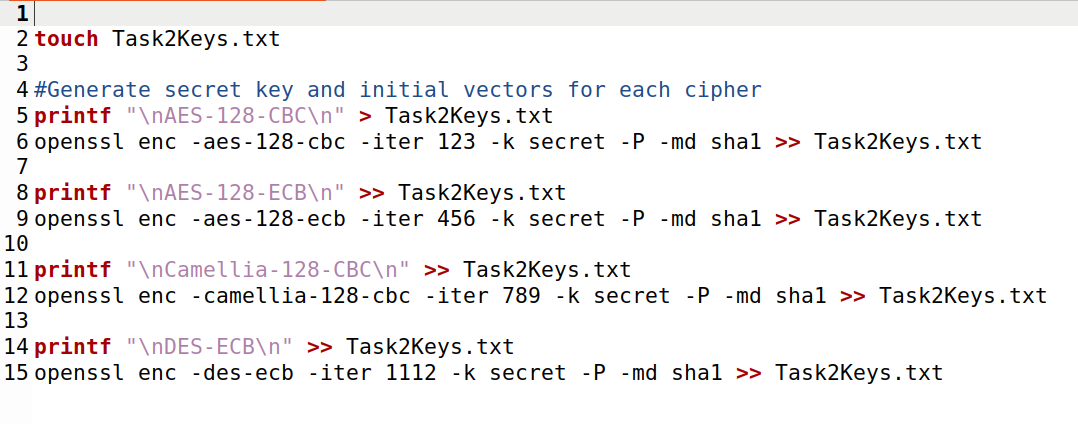 1
2 touch Task2Keys.txt
3
4 #Generate secret key and initial vectors for each cipher
5 printf "\nAES-128-CBC\n" > Task2Keys.txt
6 openssl enc -aes-128-cbc -iter 123 -k secret -P -md sha1 >> Task2Keys.txt
7
8 printf "\nAES-128-ECB\n" >> Task2Keys.txt
9 openssl enc -aes-128-ecb -iter 456 -k secret -P -md sha1 >> Task2Keys.txt
10
11 printf "\nCamellia-128-CBC\n" >> Task2Keys.txt
12 openssl enc -camellia-128-cbc -iter 789 -k secret -P -md sha1 >> Task2Keys.txt
13
14 printf "\nDES-ECB\n" >> Task2Keys.txt
15 openssl enc -des-ecb -iter 1112 -k secret -P -md sha1 >> Task2Keys.txt